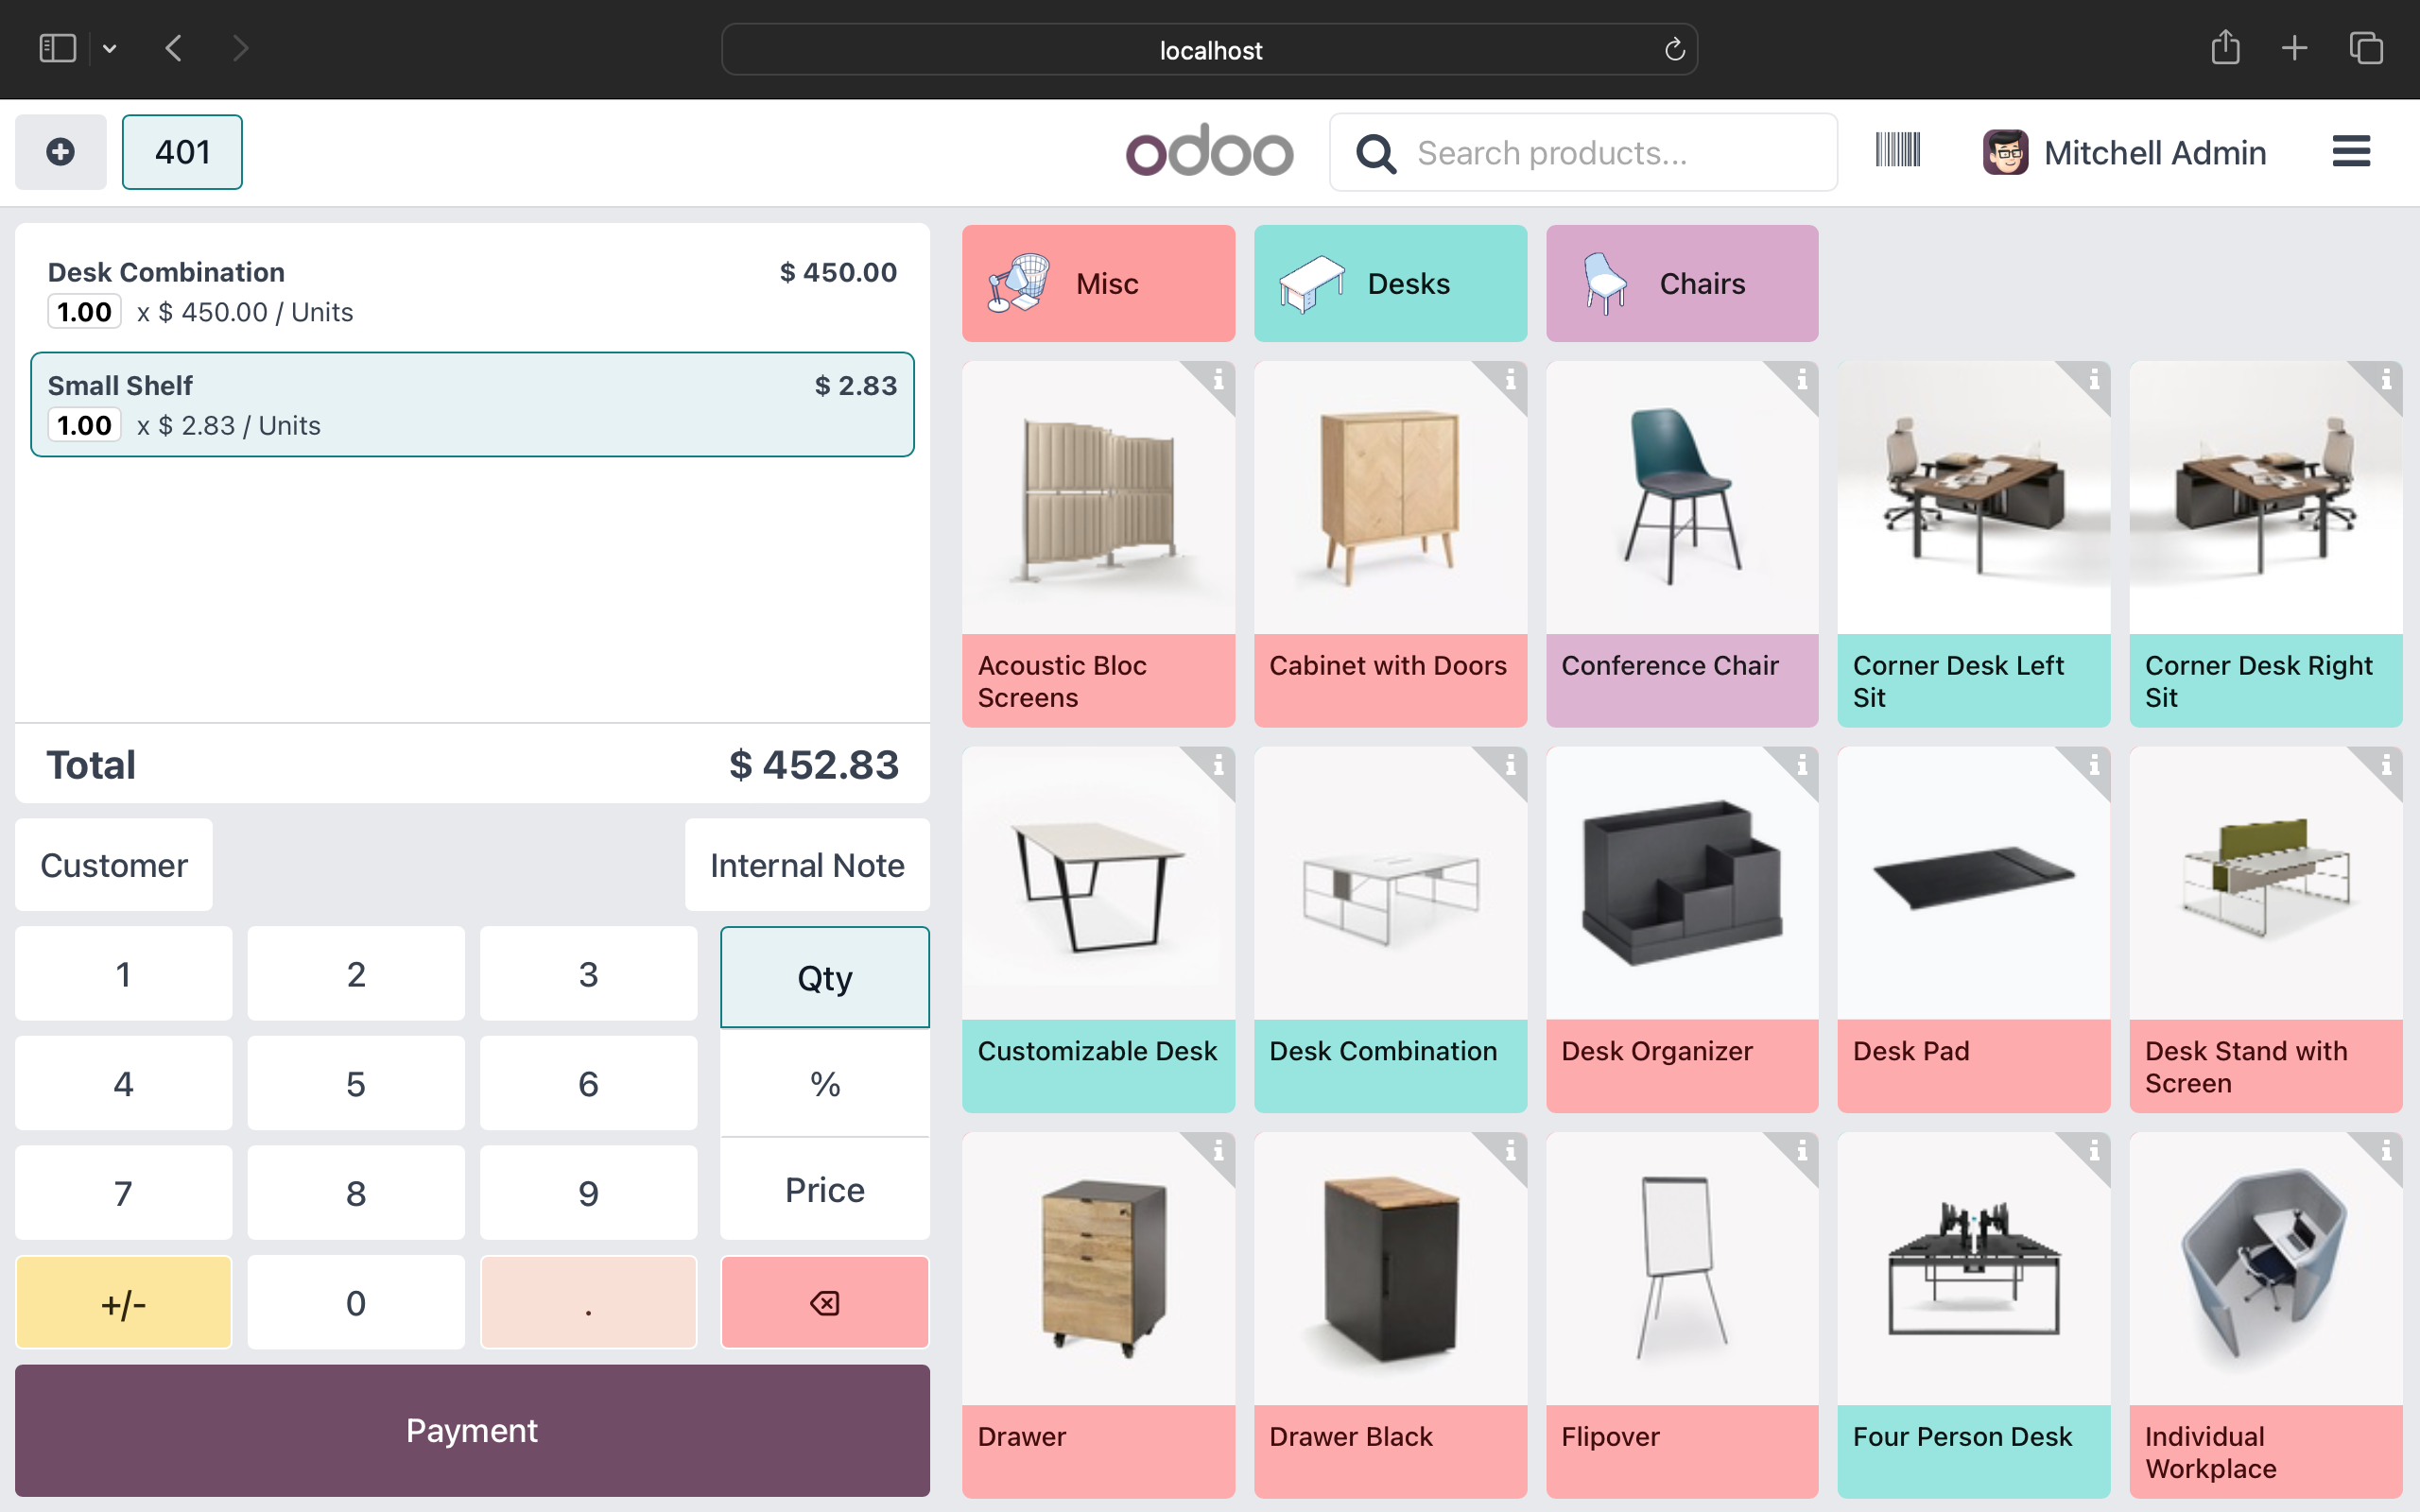 localhost
401
odoo
Search products...
Mitchell Admin
Desk Combination
$ 450.00
1.00 x $ 450.00 / Units
Small Shelf
$ 2.83
1.00 x $ 2.83 / Units
Total
$ 452.83
Customer
Internal Note
1
2
3
Qty
4
5
6
%
7
8
9
Price
+/-
0
.
Payment
Misc
Desks
Chairs
Acoustic Bloc
Screens
Cabinet with Doors
Conference Chair
Corner Desk Left
Sit
Corner Desk Right
Sit
Customizable Desk
Desk Combination
Desk Organizer
Desk Pad
Desk Stand with
Screen
Drawer
Drawer Black
Flipover
Four Person Desk
Individual
Workplace